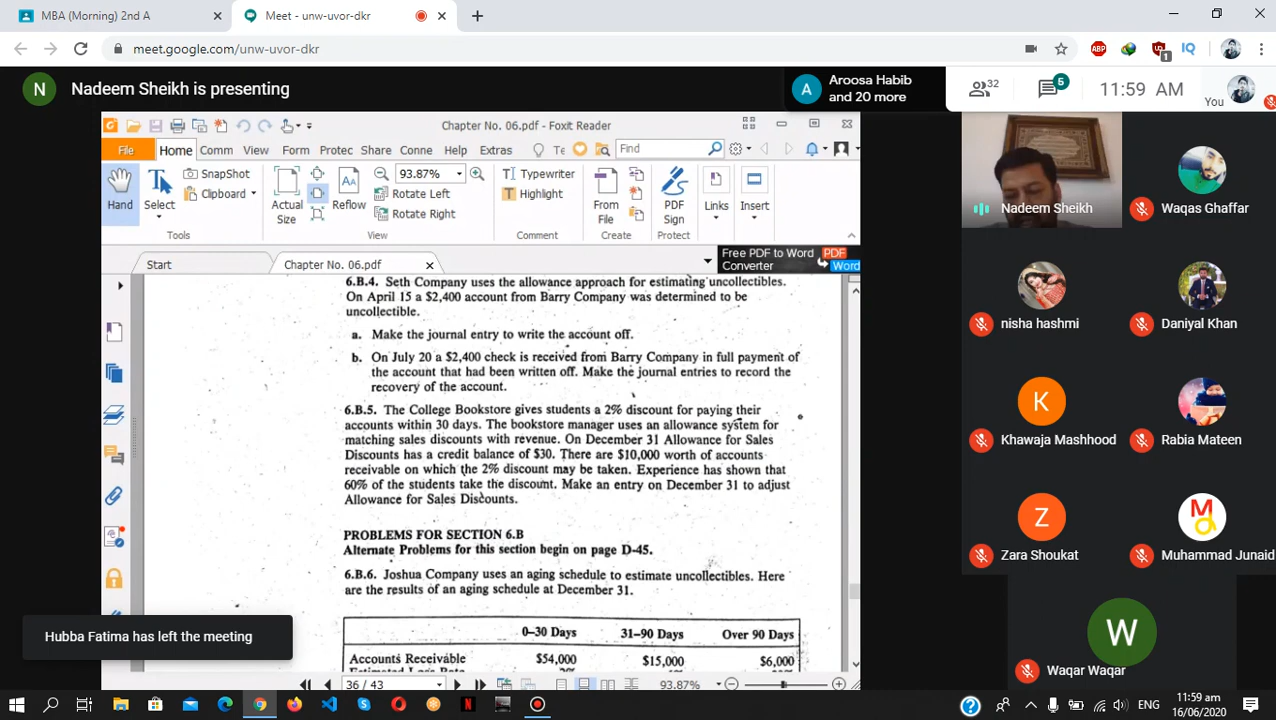 MBA (Morning) 2nd A
Meet - unw-uvor-dkr
meet.google.com/unw-uvor-dkr
ABP
1
IQ
N
Nadeem Sheikh is presenting
A
Aroosa Habib
and 20 more
32
5
11:59 AM
You
Chapter No. 06.pdf - Foxit Reader
File
Home
Comm
View
Form
Protec
Share
Conne
Help
Extras
Te
Find
Hand
Select
SnapShot
Clipboard
Actual
Size
Reflow
93.87%
Rotate Left
Rotate Right
Typewriter
Highlight
From
File
PDF
Sign
Links
Insert
Tools
View
Comment
Create
Protect
Start
Chapter No. 06.pdf
Free PDF to Word
Converter
PDF
Word
6.B.4. Seth Company uses the allowance approach for estimating uncollectibles.
On April 15 a $2,400 account from Barry Company was determined to be
uncollectible.
a. Make the journal entry to write the account off.
b. On July 20 a $2,400 check is received from Barry Company in full payment of
the account that had been written off. Make the journal entries to record the
recovery of the account.
6.B.5. The College Bookstore gives students a 2% discount for paying their
accounts within 30 days. The bookstore manager uses an allowance system for
matching sales discounts with revenue. On December 31 Allowance for Sales
Discounts has a credit balance of $30. There are $10,000 worth of accounts
receivable on which the 2% discount may be taken. Experience has shown that
60% of the students take the discount. Make an entry on December 31 to adjust
Allowance for Sales Discounts.
PROBLEMS FOR SECTION 6.B
Alternate Problems for this section begin on page D-45.
6.B.6. Joshua Company uses an aging schedule to estimate uncollectibles. Here
are the results of an aging schedule at December 31.
0–30 Days 31–90 Days Over 90 Days
Accounts Receivable $54,000 $15,000 $6,000
36 / 43
93.87%
Hubba Fatima has left the meeting
Nadeem Sheikh
Waqas Ghaffar
nisha hashmi
Daniyal Khan
K
Khawaja Mashhood
Rabia Mateen
Z
Zara Shoukat
Muhammad Junaid
W
Waqar Waqar
11:59 am
16/06/2020